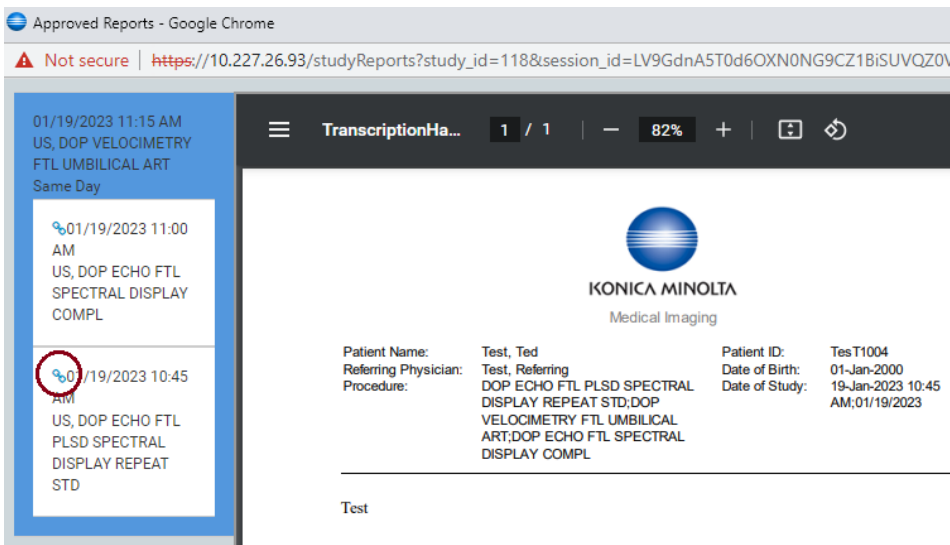 Approved Reports - Google Chrome
Not secure | https://10.227.26.93/studyReports?study_id=118&session_id=LV9GdnA5T0d6OXN0NG9CZ1BiSUVQZ0V
01/19/2023 11:15 AM
US, DOP VELOCIMETRY
FTL UMBILICAL ART
Same Day
01/19/2023 11:00
AM
US, DOP ECHO FTL
SPECTRAL DISPLAY
COMPL
01/19/2023 10:45
AM
US, DOP ECHO FTL
PLSD SPECTRAL
DISPLAY REPEAT
STD
TranscriptionHa... 1 / 1 | — 82% + |
KONICA MINOLTA
Medical Imaging
Patient Name: Test, Ted Patient ID: TesT1004
Referring Physician: Test, Referring Date of Birth: 01-Jan-2000
Procedure: DOP ECHO FTL PLSD SPECTRAL Date of Study: 19-Jan-2023 10:45
DISPLAY REPEAT STD;DOP AM;01/19/2023
VELOCIMETRY FTL UMBILICAL
ART;DOP ECHO FTL SPECTRAL
DISPLAY COMPL
Test